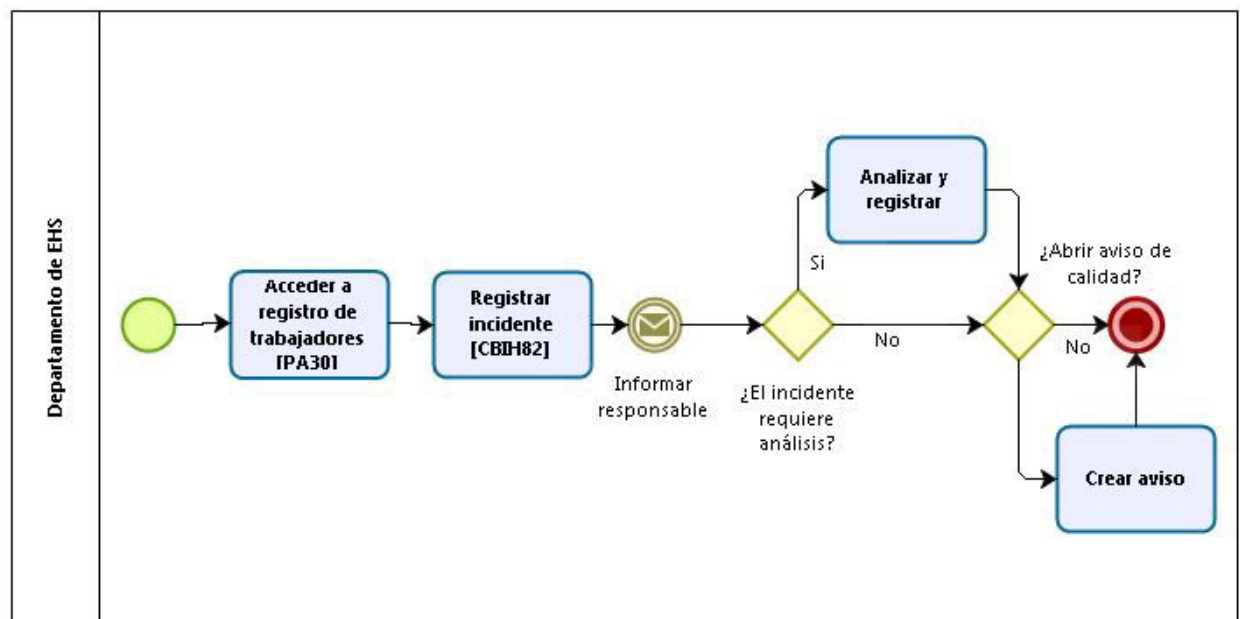 Departamento de EHS
Acceder a
registro de
trabajadores
[PA30]
Registrar
incidente
[CBIH82]
Informar
responsable
¿El incidente
requiere
análisis?
Si
No
Analizar y
registrar
¿Abrir aviso de
calidad?
No
Crear aviso